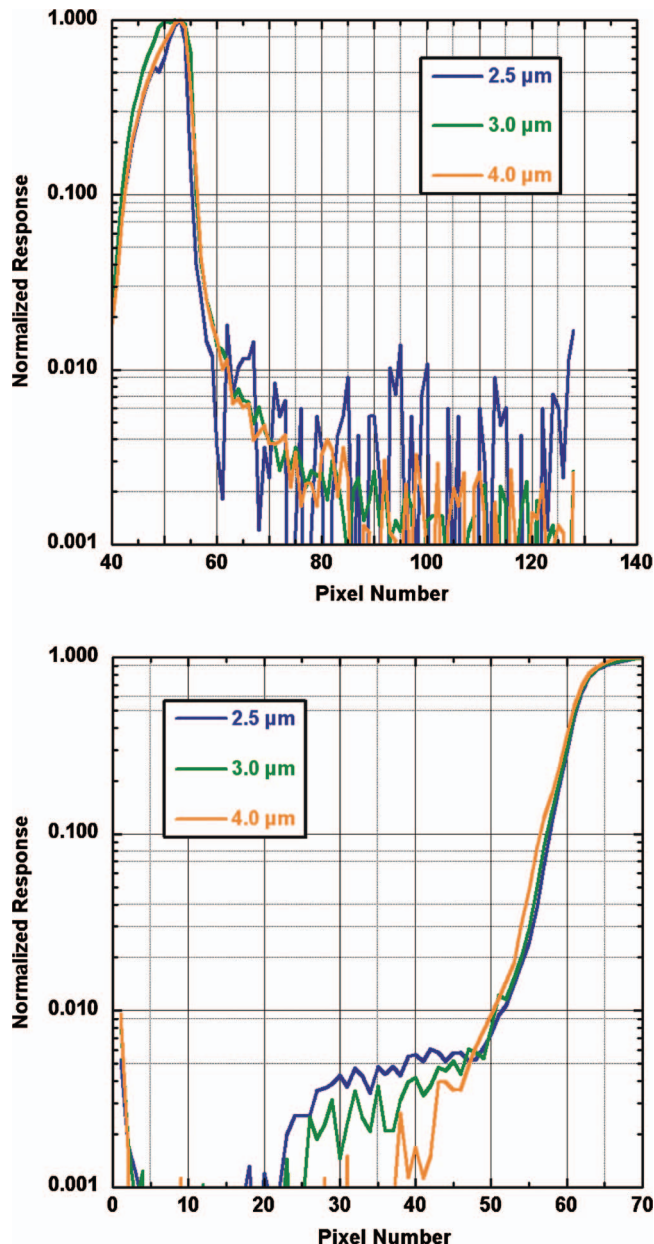 1.000
2.5 µm
3.0 µm
4.0 µm
0.100
Normalized Response
0.010
0.001
40 60 80 100 120 140
Pixel Number
1.000
2.5 µm
3.0 µm
4.0 µm
0.100
Normalized Response
0.010
0.001
0 10 20 30 40 50 60 70
Pixel Number